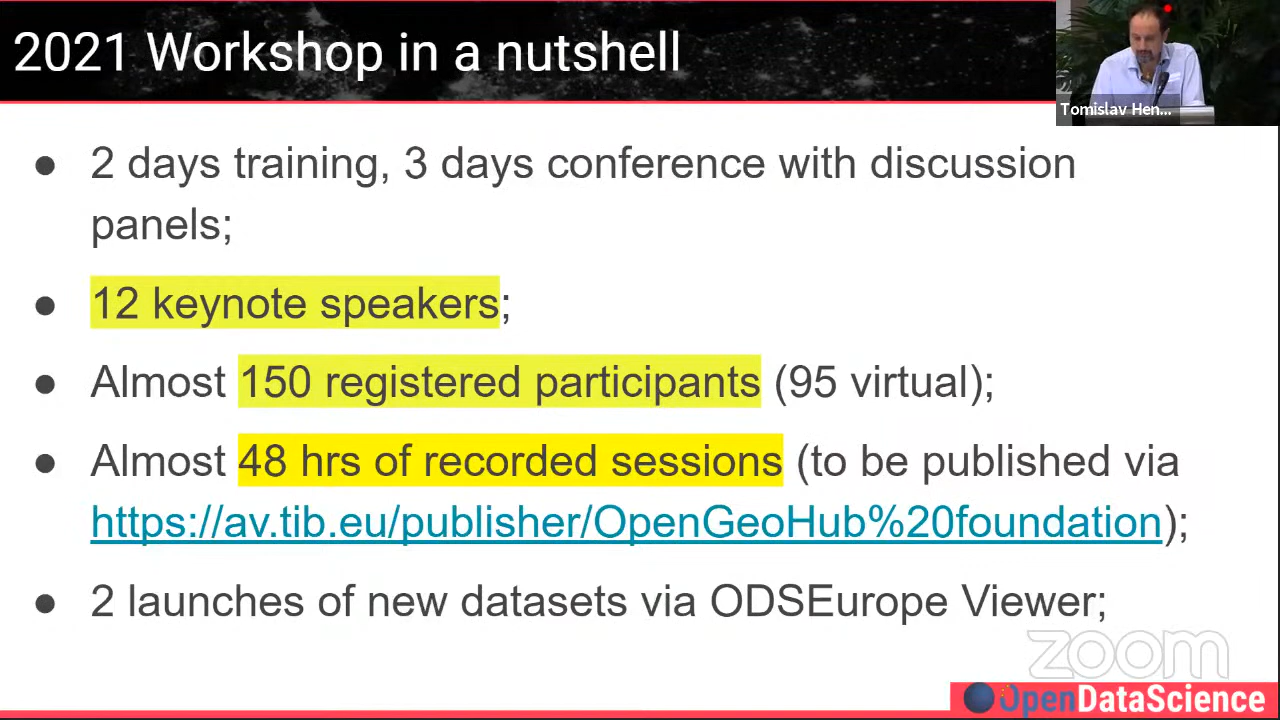 2021 Workshop in a nutshell
Tomislav Hen...
● 2 days training, 3 days conference with discussion
panels;
● 12 keynote speakers;
● Almost 150 registered participants (95 virtual);
● Almost 48 hrs of recorded sessions (to be published via
https://av.tib.eu/publisher/OpenGeoHub%20foundation);
● 2 launches of new datasets via ODSEurope Viewer;
zoom
OpenDataScience